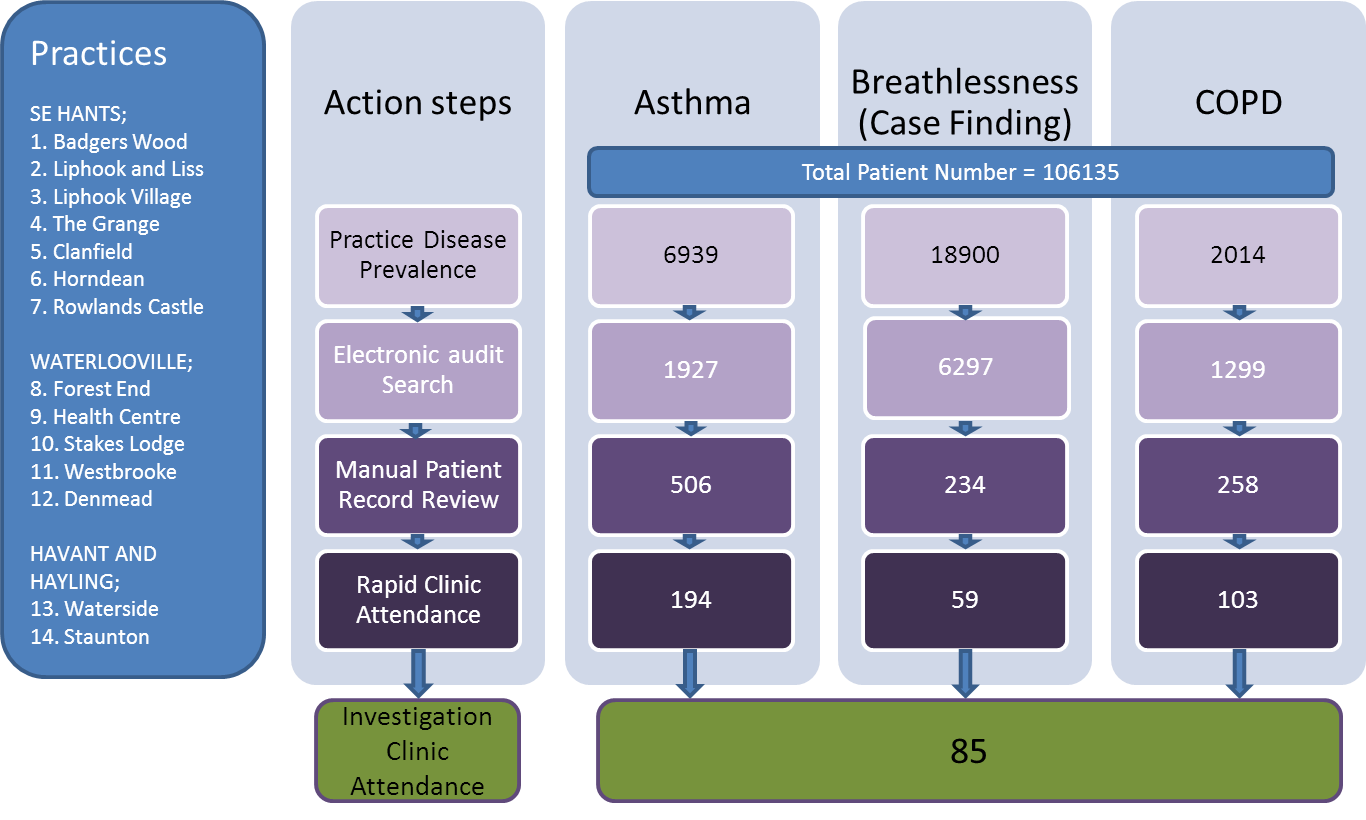 Practices
SE HANTS;
1. Badgers Wood
2. Liphook and Liss
3. Liphook Village
4. The Grange
5. Clanfield
6. Horndean
7. Rowlands Castle
WATERLOOVILLE;
8. Forest End
9. Health Centre
10. Stakes Lodge
11. Westbrooke
12. Denmead
HAVANT AND
HAYLING;
13. Waterside
14. Staunton
Action steps
Asthma
Breathlessness
(Case Finding)
COPD
Total Patient Number = 106135
Practice Disease
Prevalence
6939
18900
2014
Electronic audit
Search
1927
6297
1299
Manual Patient
Record Review
506
234
258
Rapid Clinic
Attendance
194
59
103
Investigation
Clinic
Attendance
85